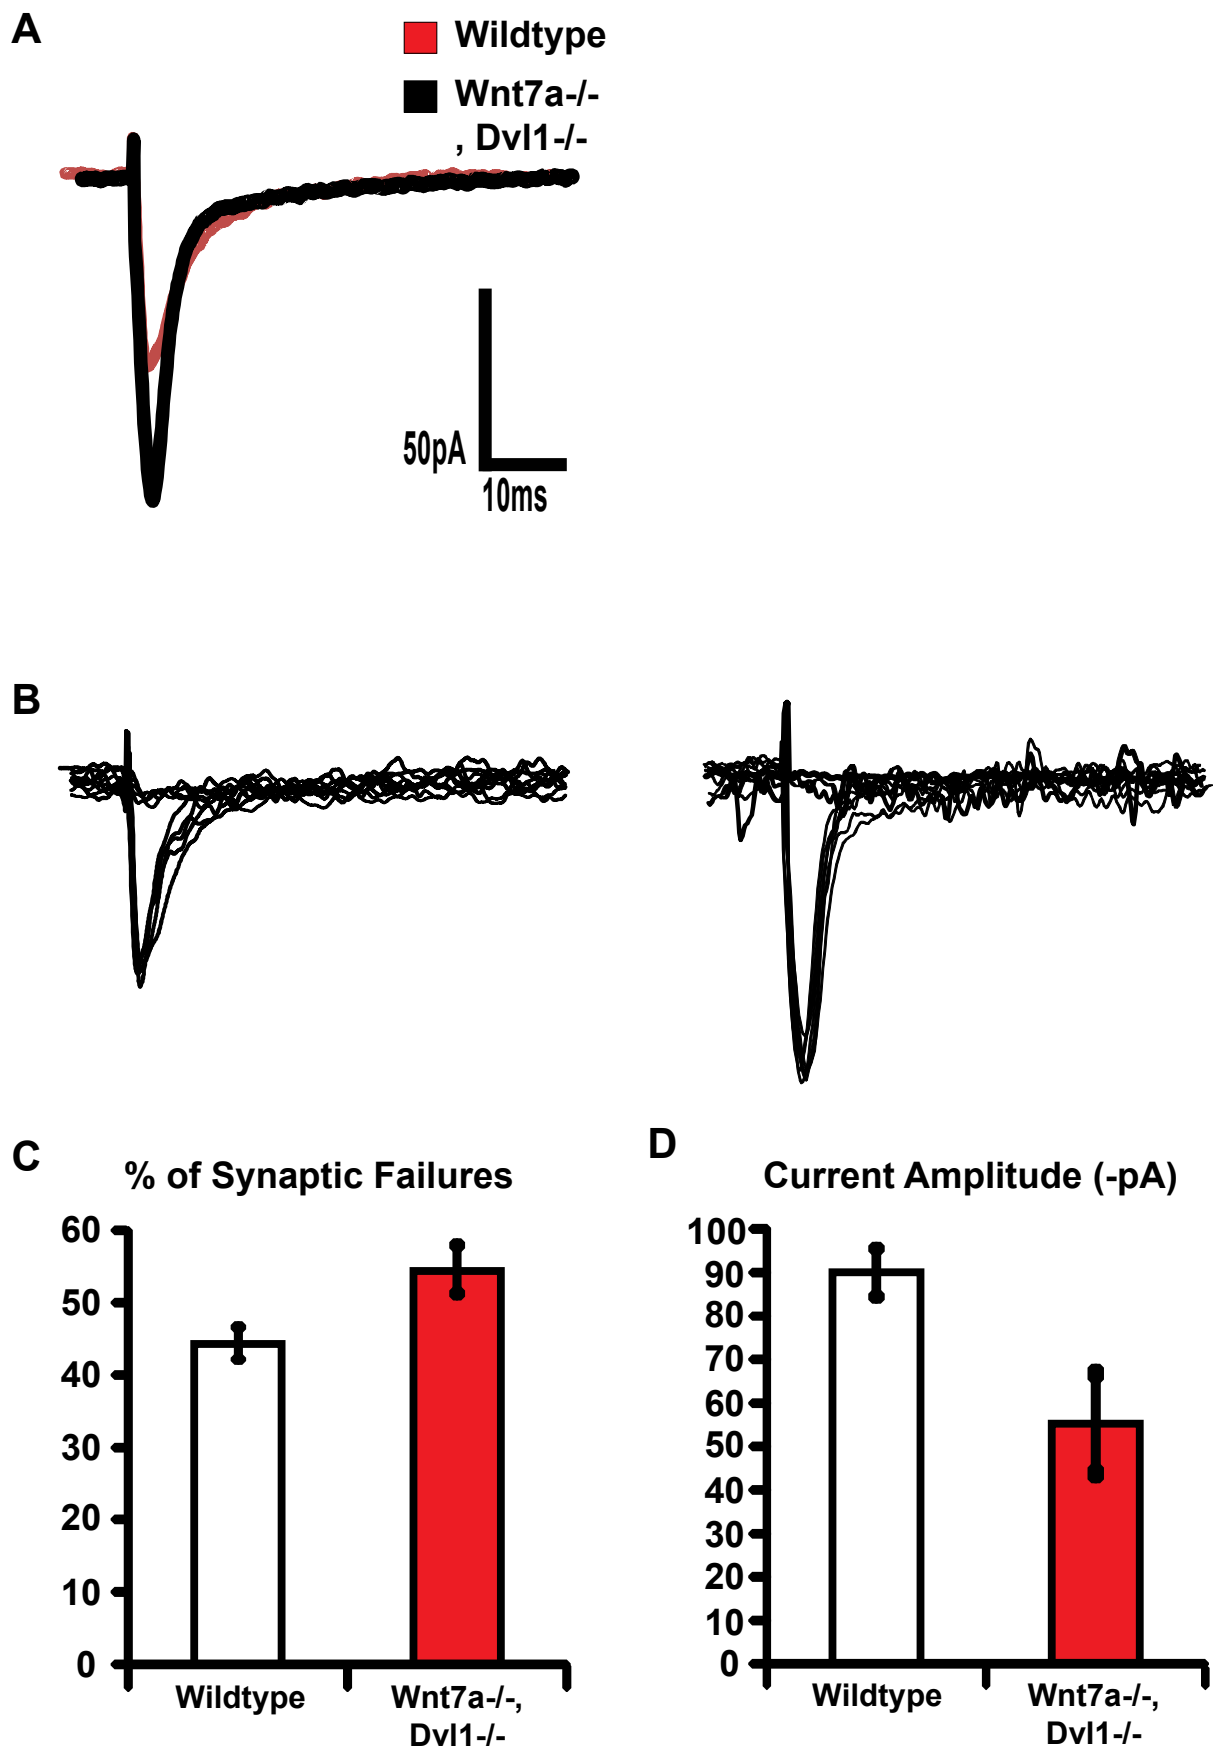 A
Wildtype
Wnt7a-/-
, Dvl1-/-
50pA
10ms
B
C
% of Synaptic Failures
60
50
40
30
20
10
0
Wildtype
Wnt7a-/-,
Dvl1-/-
D
Current Amplitude (-pA)
100
90
80
70
60
50
40
30
20
10
0
Wildtype
Wnt7a-/-,
Dvl1-/-